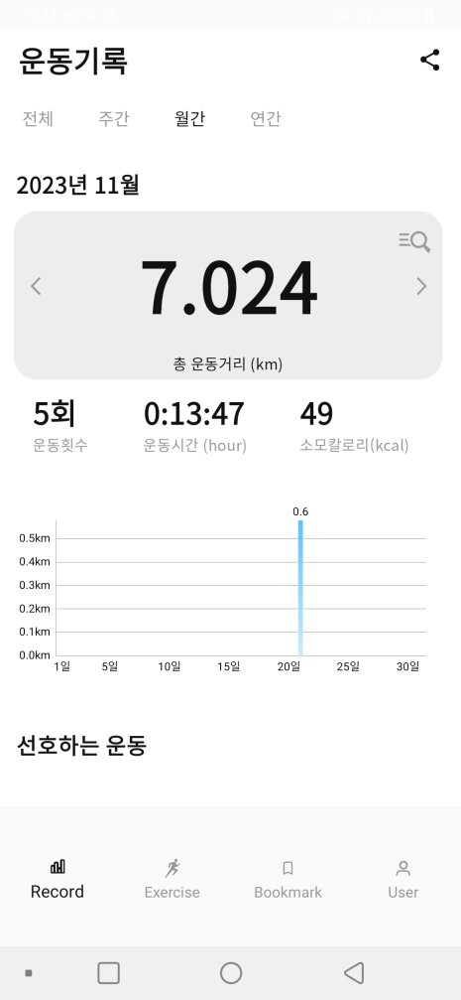 운동기록
전체 주간 월간 연간
2023년 11월
7.024
총 운동거리 (km)
5회 0:13:47 49
운동횟수 운동시간 (hour) 소모칼로리(kcal)
0.6
0.5km
0.4km
0.3km
0.2km
0.1km
0.0km
1일 5일 10일 15일 20일 25일 30일
선호하는 운동
Record Exercise Bookmark User